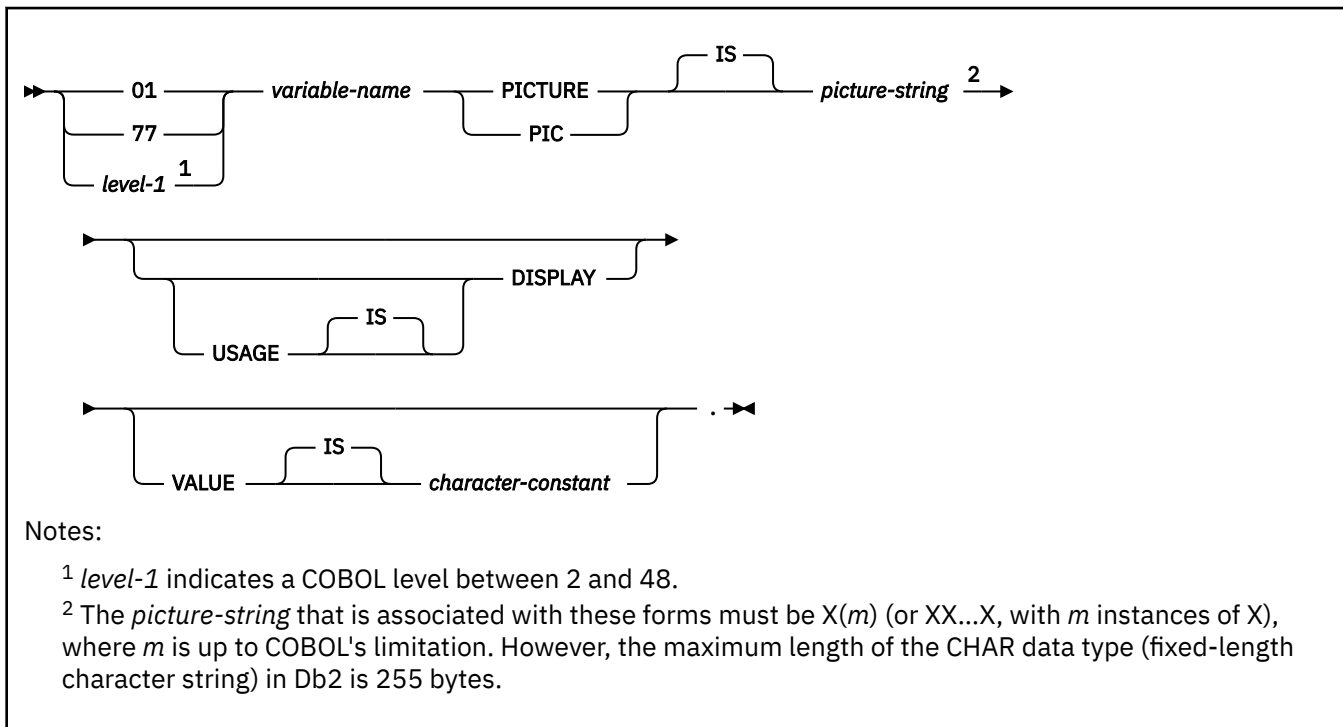 IS
01 variable-name PICTURE picture-string 2
77 PIC
level-1 1
DISPLAY
IS
USAGE
.
IS
VALUE character-constant
Notes:
1 level-1 indicates a COBOL level between 2 and 48.
2 The picture-string that is associated with these forms must be X(m) (or XX...X, with m instances of X),
where m is up to COBOL's limitation. However, the maximum length of the CHAR data type (fixed-length
character string) in Db2 is 255 bytes.